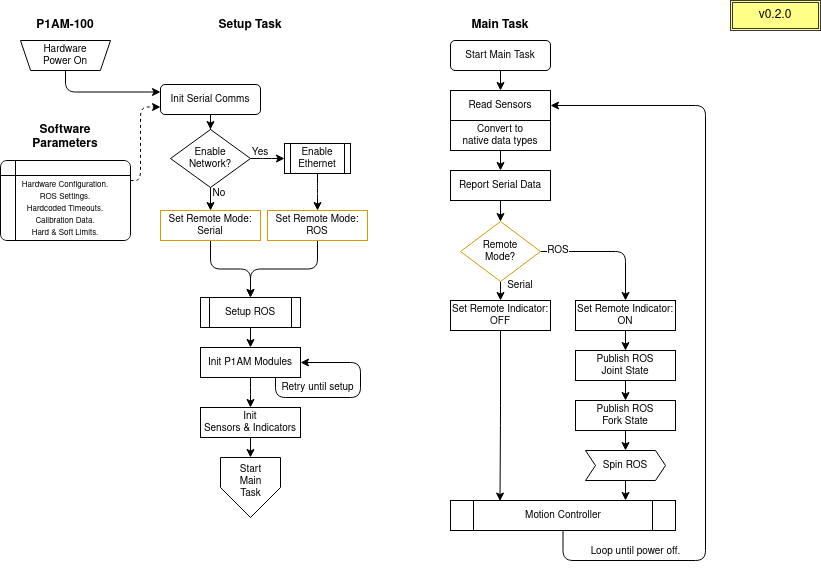 P1AM-100
Setup Task
Main Task
v0.2.0
Hardware
Power On
Init Serial Comms
Software
Parameters
Hardware Configuration.
ROS Settings.
Hardcoded Timeouts.
Calibration Data.
Hard & Soft Limits.
Enable
Network?
Yes
No
Enable
Ethernet
Set Remote Mode:
Serial
Set Remote Mode:
ROS
Setup ROS
Init P1AM Modules
Retry until setup
Init
Sensors & Indicators
Start
Main
Task
Start Main Task
Read Sensors
Convert to
native data types
Report Serial Data
Remote
Mode?
ROS
Serial
Set Remote Indicator:
OFF
Set Remote Indicator:
ON
Publish ROS
Joint State
Publish ROS
Fork State
Spin ROS
Motion Controller
Loop until power off.